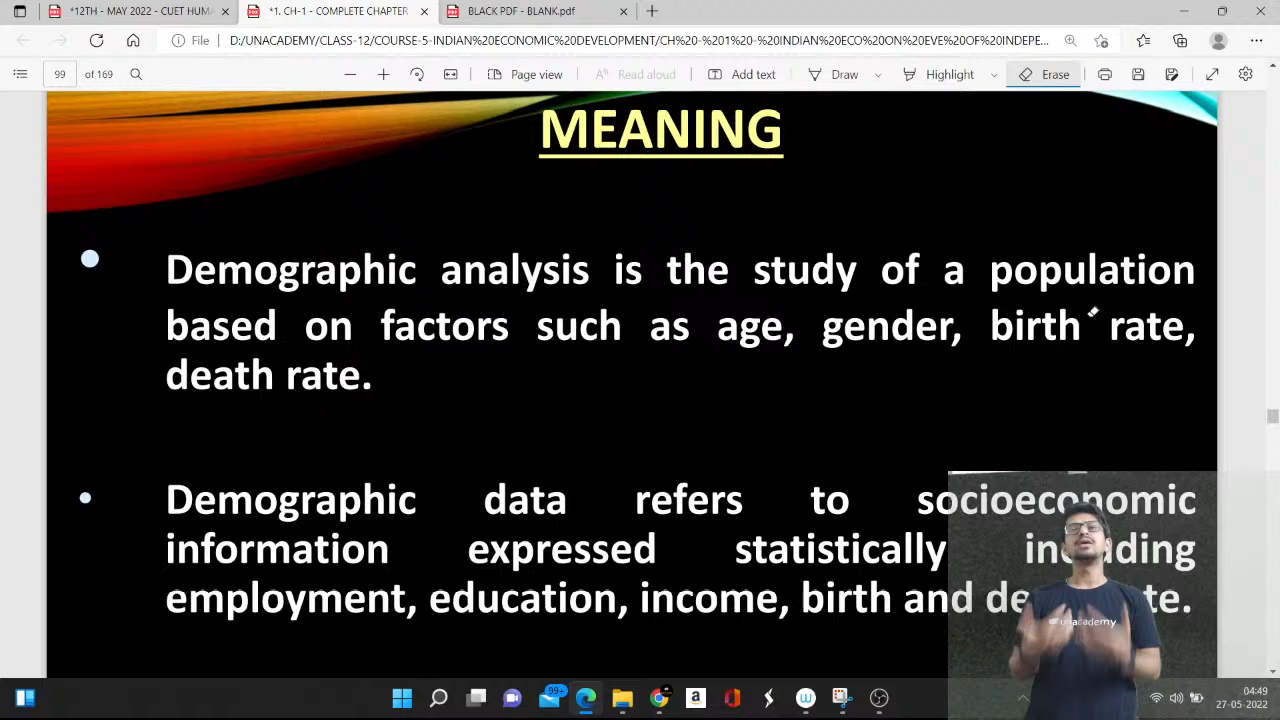 *12TH - MAY 2022 - CUET HUMA
*1. CH-1 - COMPLETE CHAPTER
BLACK PDF - BLANK.pdf
File D:/UNACADEMY/CLASS-12/COURSE-5-INDIAN%20ECONOMIC%20DEVELOPMENT/CH%20-%201%20-%20INDIAN%20ECO%20ON%20EVE%20OF%20INDEPE...
99 of 169 Page view Read aloud Add text Draw Highlight Erase
MEANING
Demographic analysis is the study of a population
based on factors such as age, gender, birth rate,
death rate.
Demographic data refers to socioeconomic
information expressed statistically including
employment, education, income, birth and
unacademy
99+
04:49
27-05-2022